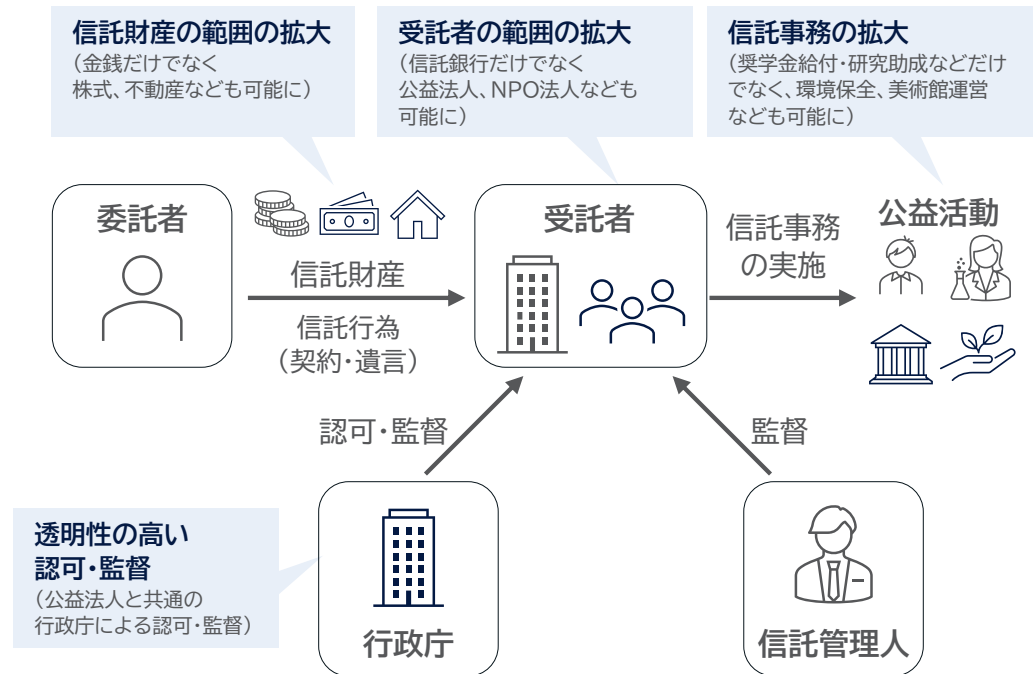 信託財産の範囲の拡大
（金銭だけでなく
株式、不動産なども可能に）
受託者の範囲の拡大
（信託銀行だけでなく
公益法人、NPO法人なども
可能に）
信託事務の拡大
（奨学金給付・研究助成などだけ
でなく、環境保全、美術館運営
なども可能に）
委託者
信託財産
信託行為
（契約・遺言）
受託者
信託事務
の実施
公益活動
認可・監督
監督
透明性の高い
認可・監督
（公益法人と共通の
行政庁による認可・監督）
行政庁
信託管理人